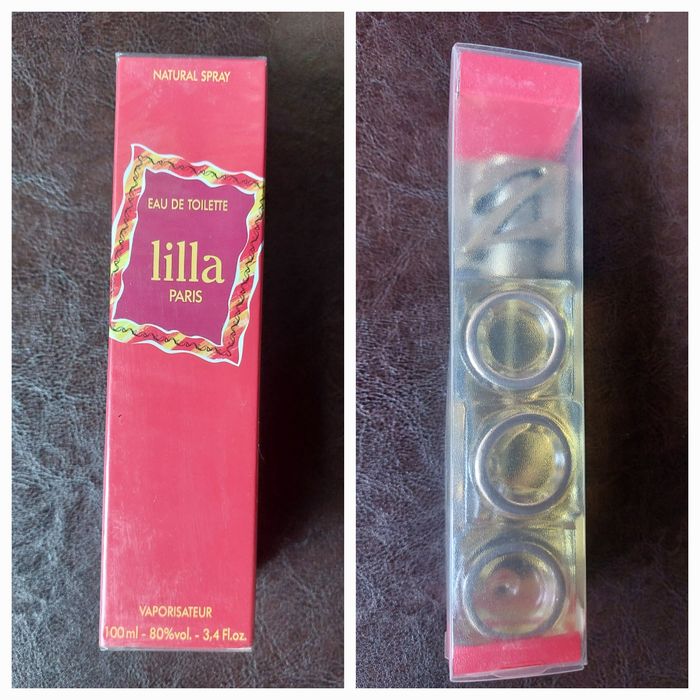 NATURAL SPRAY
EAU DE TOILETTE
lilla
PARIS
VAPORISATEUR
100 ml - 80%vol. - 3,4 Fl.oz.